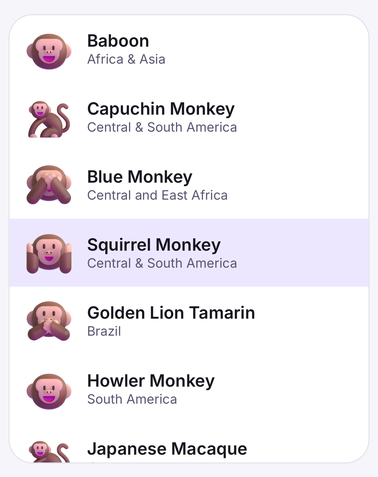 Baboon
Africa & Asia
Capuchin Monkey
Central & South America
Blue Monkey
Central and East Africa
Squirrel Monkey
Central & South America
Golden Lion Tamarin
Brazil
Howler Monkey
South America
Japanese Macaque